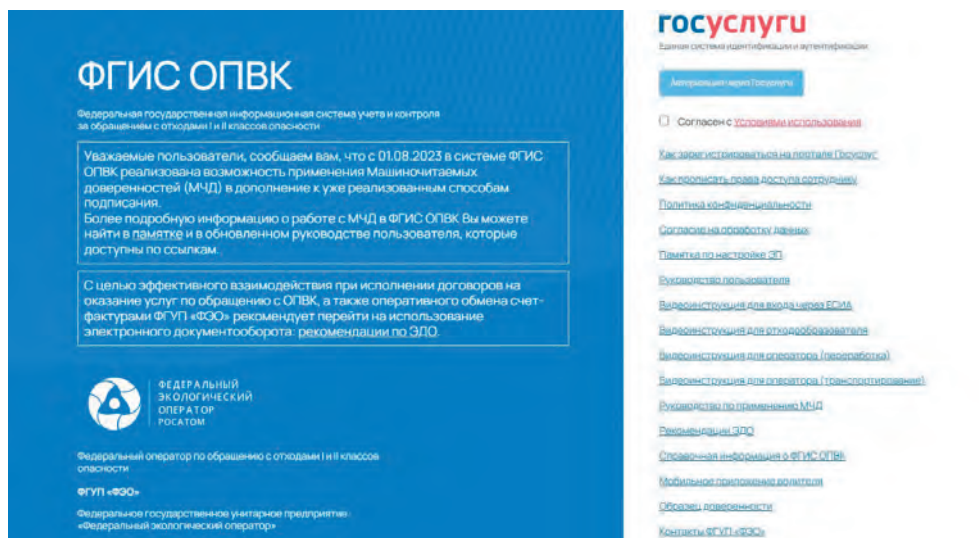 ФГИС ОПВК
Федеральная государственная информационная система учета и контроля
за обращением с отходами I и II классов опасности
Уважаемые пользователи, сообщаем вам, что с 01.08.2023 в системе ФГИС
ОПВК реализована возможность применения Машиночитаемых
доверенностей (МЧД) в дополнение к уже реализованным способам
подписания.
Более подробную информацию о работе с МЧД в ФГИС ОПВК Вы можете
найти в памятке и в обновленном руководстве пользователя, которые
доступны по ссылкам.
С целью эффективного взаимодействия при исполнении договоров на
оказание услуг по обращению с ОПВК, а также оперативного обмена счет-
фактурами ФГУП «ФЭО» рекомендует перейти на использование
электронного документооборота: рекомендации по ЭДО.
ФЕДЕРАЛЬНЫЙ
ЭКОЛОГИЧЕСКИЙ
ОПЕРАТОР
РОСАТОМ
Федеральный оператор по обращению с отходами I и II классов
опасности
ФГУП «ФЭО»
Федеральное государственное унитарное предприятие
«Федеральный экологический оператор»
госуслуги
Единая система идентификации и аутентификации
Авторизация через Госуслуги
Согласен с Условиями использования
Как зарегистрироваться на портале Госуслуг
Как прописать права доступа сотруднику
Политика конфиденциальности
Согласие на обработку данных
Памятка по настройке ЭП
Руководство пользователя
Видеоинструкция для входа через ЕСИА
Видеоинструкция для отходообразователя
Видеоинструкция для оператора (переработка)
Видеоинструкция для оператора (транспортирование)
Руководство по применению МЧД
Рекомендации ЭДО
Справочная информация о ФГИС ОПВК
Мобильное приложение водителя
Образец доверенности
Контакты ФГУП «ФЭО»